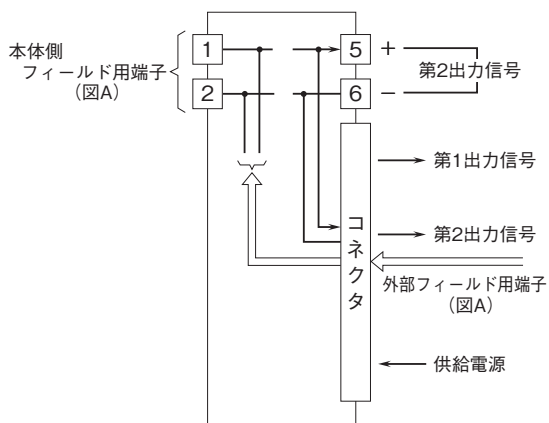 本体側
フィールド用端子
(図A)
1
2
5
+
6
−
第2出力信号
第1出力信号
第2出力信号
コネクタ
外部フィールド用端子
(図A)
供給電源